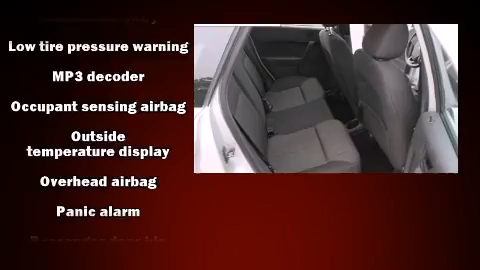 Low tire pressure warning
MP3 decoder
Occupant sensing airbag
Outside
temperature display
Overhead airbag
Panic alarm